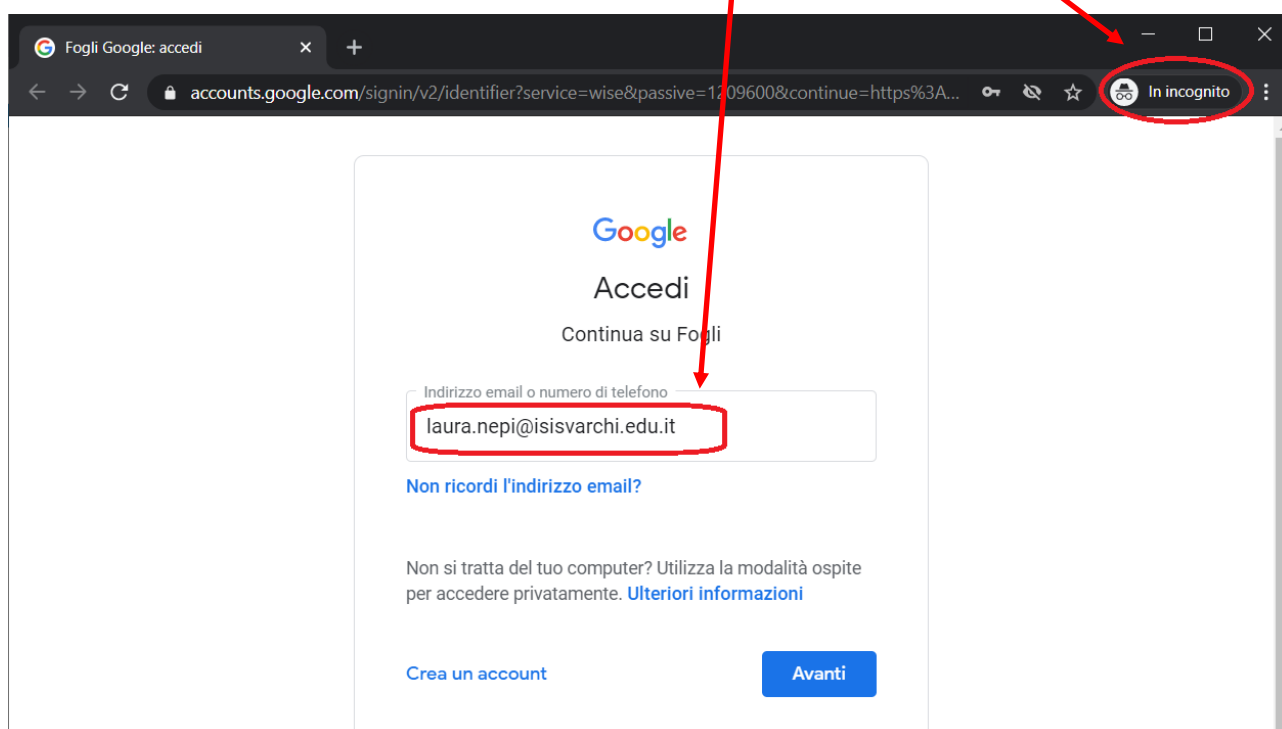 Fogli Google: accedi
accounts.google.com/signin/v2/identifier?service=wise&passive=1209600&continue=https%3A...
In incognito
Google
Accedi
Continua su Fogli
Indirizzo email o numero di telefono
laura.nepi@isisvarchi.edu.it
Non ricordi l'indirizzo email?
Non si tratta del tuo computer? Utilizza la modalità ospite
per accedere privatamente. Ulteriori informazioni
Crea un account
Avanti